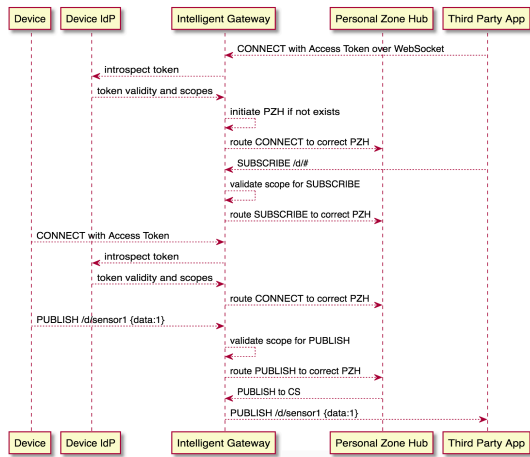 Device
Device IdP
Intelligent Gateway
Personal Zone Hub
Third Party App
CONNECT with Access Token over WebSocket
introspect token
token validity and scopes
initiate PZH if not exists
route CONNECT to correct PZH
SUBSCRIBE /d/#
validate scope for SUBSCRIBE
route SUBSCRIBE to correct PZH
CONNECT with Access Token
introspect token
token validity and scopes
route CONNECT to correct PZH
PUBLISH /d/sensor1 {data:1}
validate scope for PUBLISH
route PUBLISH to correct PZH
PUBLISH to CS
PUBLISH /d/sensor1 {data:1}
Device
Device IdP
Intelligent Gateway
Personal Zone Hub
Third Party App